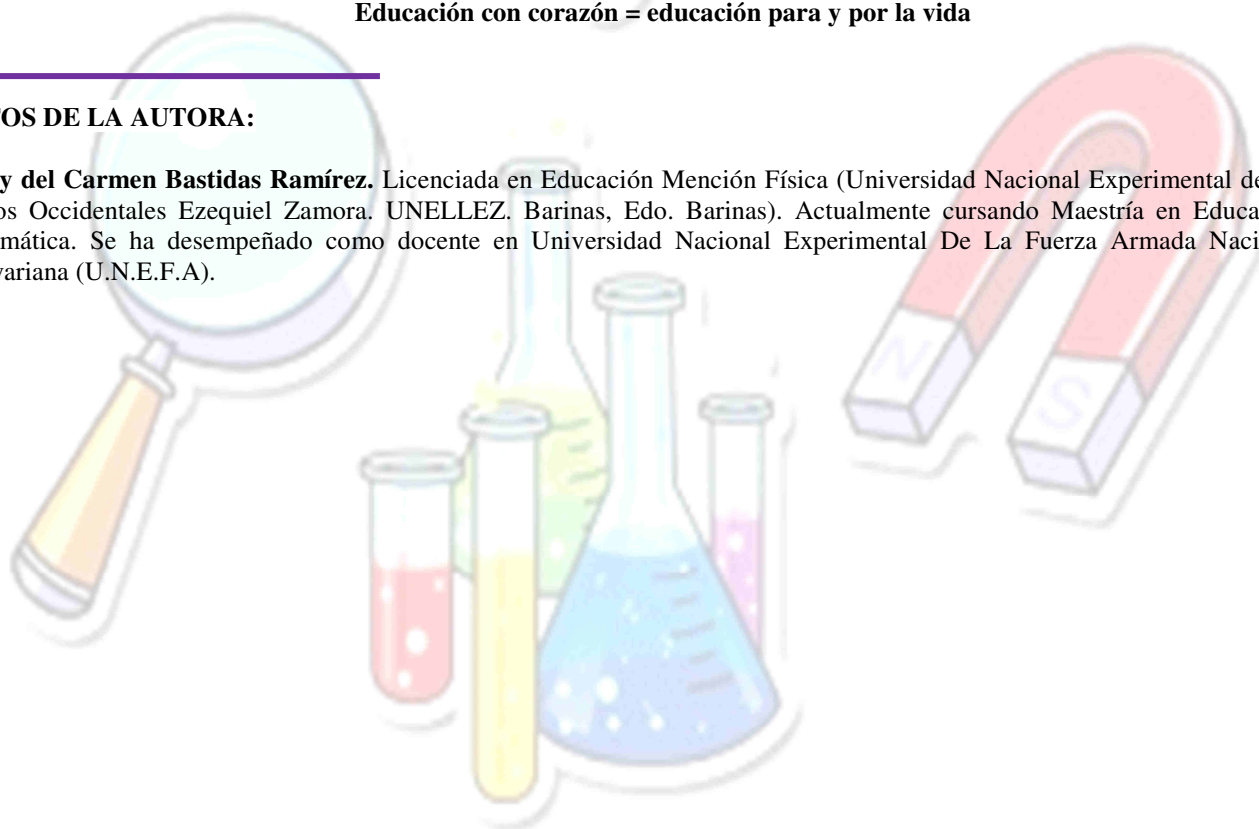 Educación con corazón = educación para y por la vida
TOS DE LA AUTORA:
y del Carmen Bastidas Ramírez. Licenciada en Educación Mención Física (Universidad Nacional Experimental de
os Occidentales Ezequiel Zamora. UNELLEZ. Barinas, Edo. Barinas). Actualmente cursando Maestría en Educa
mática. Se ha desempeñado como docente en Universidad Nacional Experimental De La Fuerza Armada Naci
variana (U.N.E.F.A).
N
S